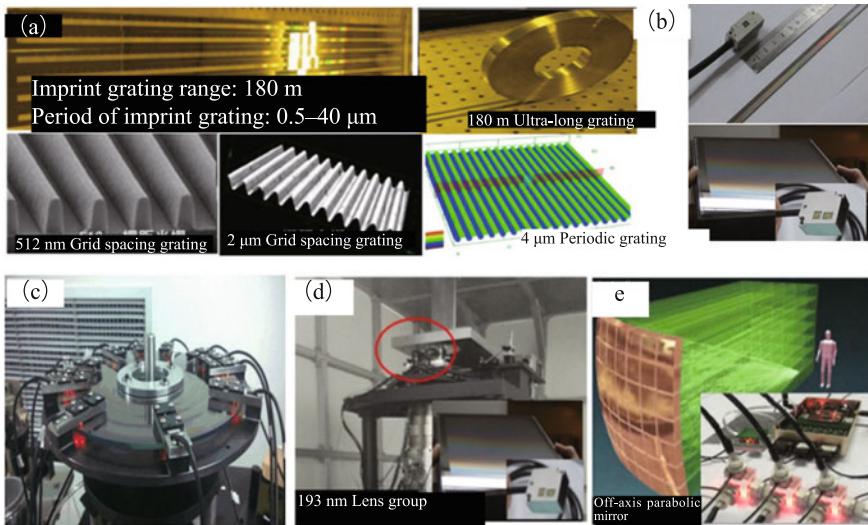 (a)
Imprint grating range: 180 m
Period of imprint grating: 0.5–40 μm
180 m Ultra-long grating
(b)
512 nm Grid spacing grating
2 μm Grid spacing grating
4 μm Periodic grating
(c)
(d)
193 nm Lens group
e
Off-axis parabolic
mirror